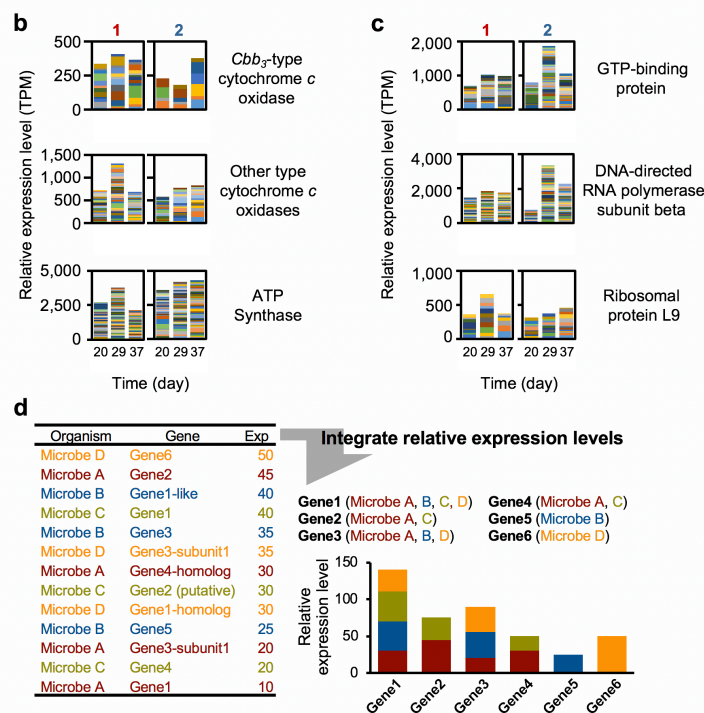 b
1 2
Relative expression level (TPM)
500
250
0
Cbb3-type
cytochrome c
oxidase
1,500
1,000
500
0
Other type
cytochrome c
oxidases
5,000
2,500
0
ATP
Synthase
20 29 37 20 29 37
Time (day)
c
1 2
Relative expression level (TPM)
2,000
1,000
0
GTP-binding
protein
4,000
2,000
0
DNA-directed
RNA polymerase
subunit beta
1,000
500
0
Ribosomal
protein L9
20 29 37 20 29 37
Time (day)
d
Organism Gene Exp
Microbe D Gene6 50
Microbe A Gene2 45
Microbe B Gene1-like 40
Microbe C Gene1 40
Microbe B Gene3 35
Microbe D Gene3-subunit1 35
Microbe A Gene4-homolog 30
Microbe C Gene2 (putative) 30
Microbe D Gene1-homolog 30
Microbe B Gene5 25
Microbe A Gene3-subunit1 20
Microbe C Gene4 20
Microbe A Gene1 10
Integrate relative expression levels
Gene1 (Microbe A, B, C, D) Gene4 (Microbe A, C)
Gene2 (Microbe A, C) Gene5 (Microbe B)
Gene3 (Microbe A, B, D) Gene6 (Microbe D)
Relative
expression level
150
100
50
0
Gene1 Gene2 Gene3 Gene4 Gene5 Gene6